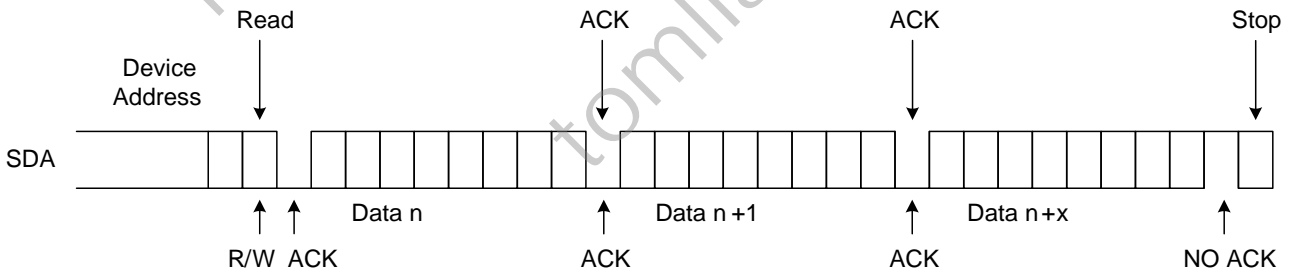 Read ACK ACK Stop
Device
Address
SDA
Data n Data n +1 Data n+x
R/W ACK ACK ACK NO ACK